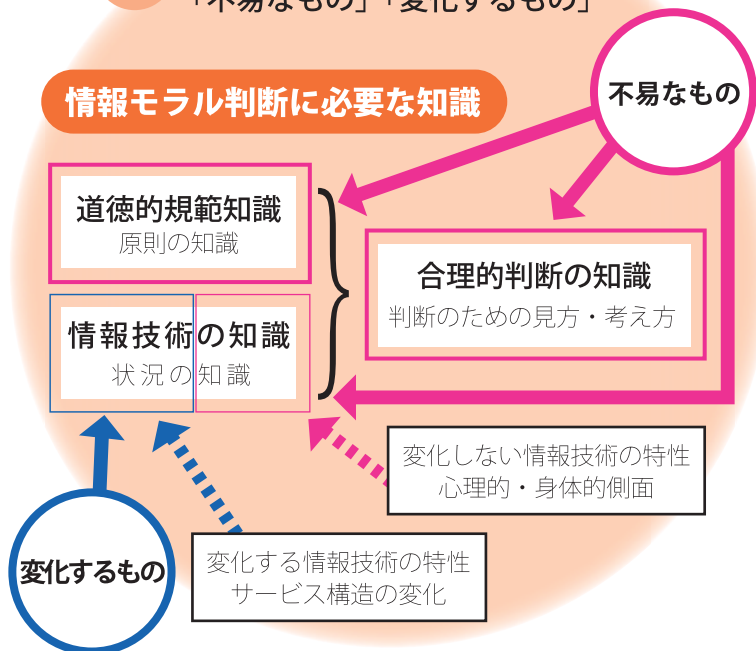 「不易なもの」「変化するもの」
情報モラル判断に必要な知識
不易なもの
道徳的規範知識
原則の知識
合理的判断の知識
判断のための見方・考え方
情報技術の知識
状況の知識
変化しない情報技術の特性
心理的・身体的側面
変化するもの
変化する情報技術の特性
サービス構造の変化